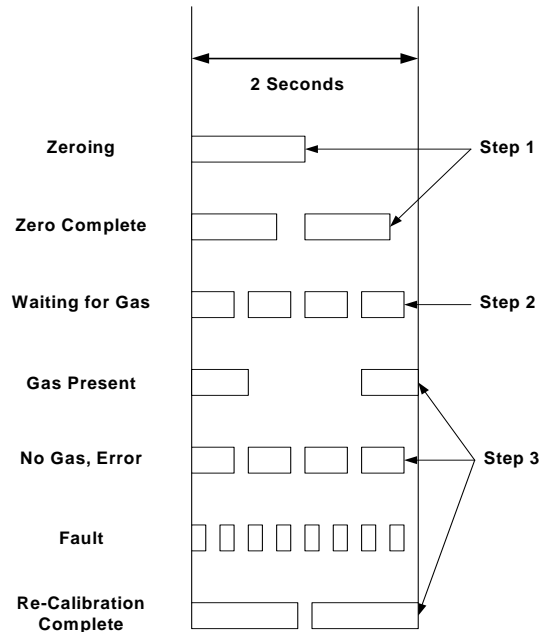 2 Seconds
Zeroing
Step 1
Zero Complete
Waiting for Gas
Step 2
Gas Present
No Gas, Error
Step 3
Fault
Re-Calibration
Complete